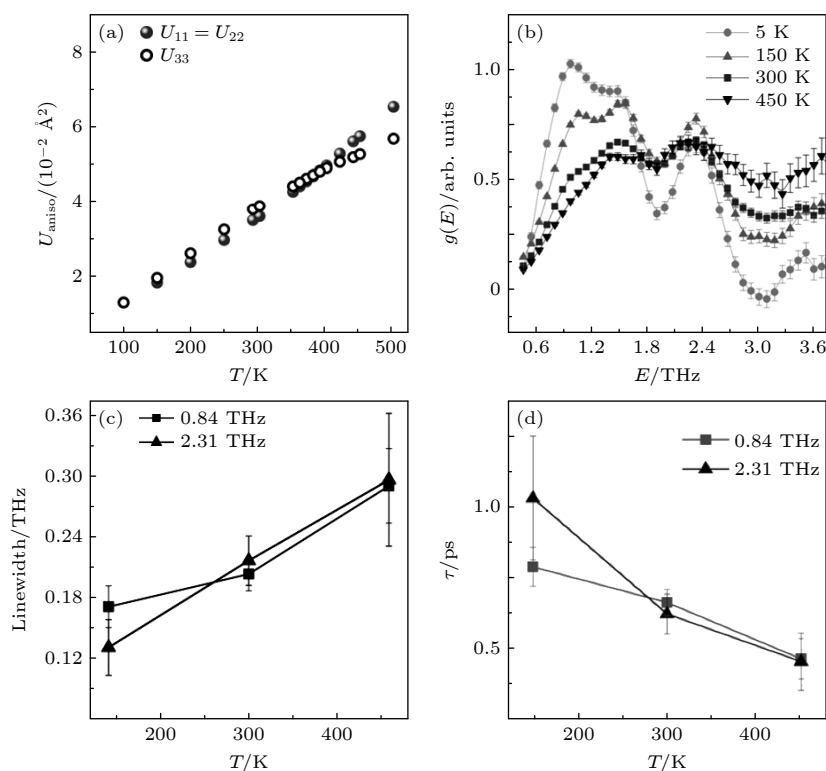 (a)
U₁₁ = U₂₂
U₃₃
8
6
4
2
U_aniso/(10⁻² Å²)
100 200 300 400 500
T/K
(b)
5 K
150 K
300 K
450 K
1.0
0.5
0
g(E)/arb. units
0.6 1.2 1.8 2.4 3.0 3.6
E/THz
(c)
0.84 THz
2.31 THz
0.36
0.30
0.24
0.18
0.12
Linewidth/THz
200 300 400
T/K
(d)
0.84 THz
2.31 THz
1.0
0.5
τ/ps
200 300 400
T/K